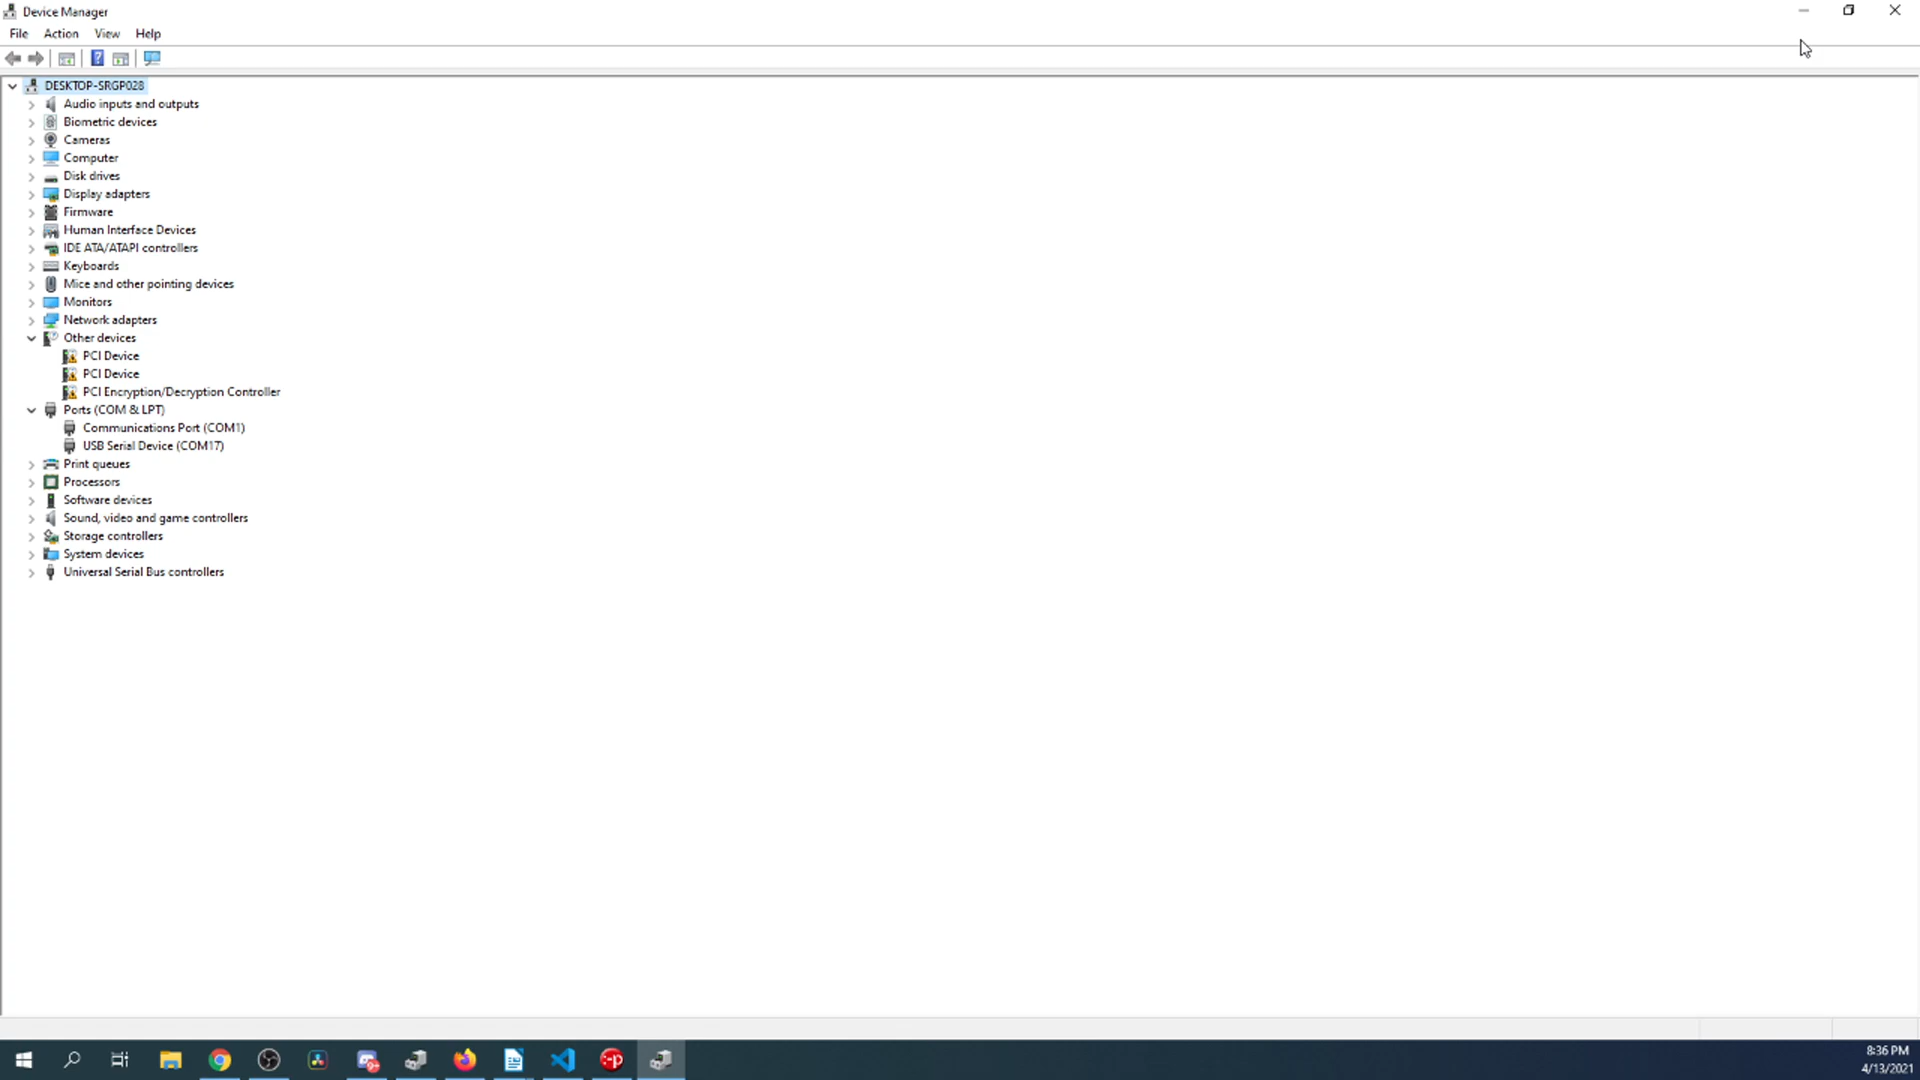 Device Manager
File Action View Help
DESKTOP-SRGP028
Audio inputs and outputs
Biometric devices
Cameras
Computer
Disk drives
Display adapters
Firmware
Human Interface Devices
IDE ATA/ATAPI controllers
Keyboards
Mice and other pointing devices
Monitors
Network adapters
Other devices
PCI Device
PCI Device
PCI Encryption/Decryption Controller
Ports (COM & LPT)
Communications Port (COM1)
USB Serial Device (COM17)
Print queues
Processors
Software devices
Sound, video and game controllers
Storage controllers
System devices
Universal Serial Bus controllers
8:36 PM
4/13/2021